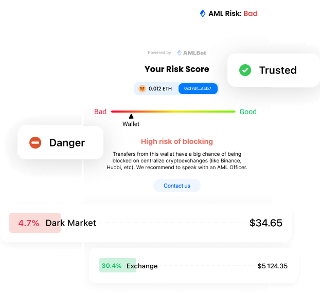 AML Risk: Bad
Powered by AMLBot
Your Risk Score
Trusted
0.012 ETH
Bad
Good
Wallet
Danger
High risk of blocking
Transfers from this wallet have a big chance of being
blocked on centralize cryptoexchanges (like Binance,
Huobi, etc). We recommend to speak with an AML Officer.
Contact us
4.7% Dark Market $34.65
90.4% Exchange $5 124.35